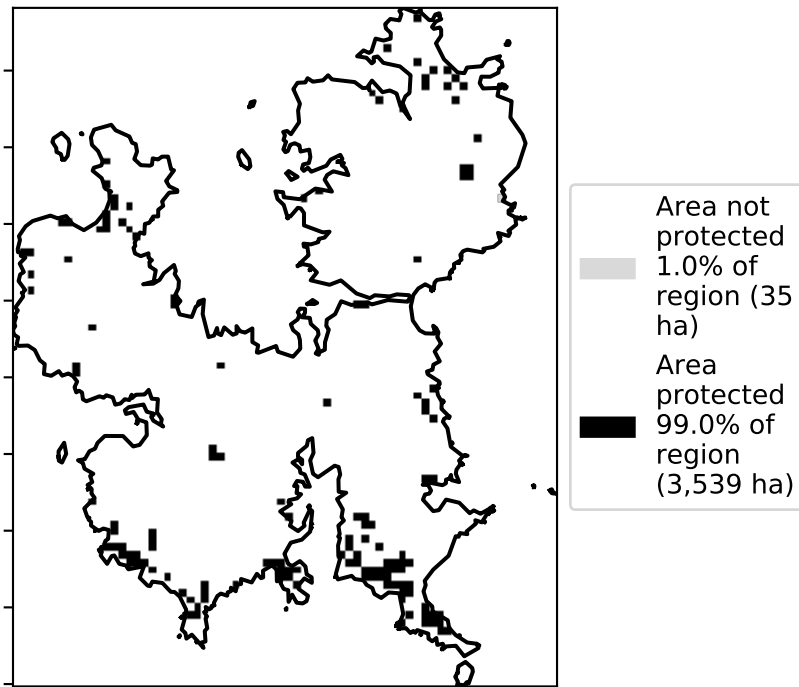 Area not
protected
1.0% of
region (35
ha)
Area
protected
99.0% of
region
(3,539 ha)